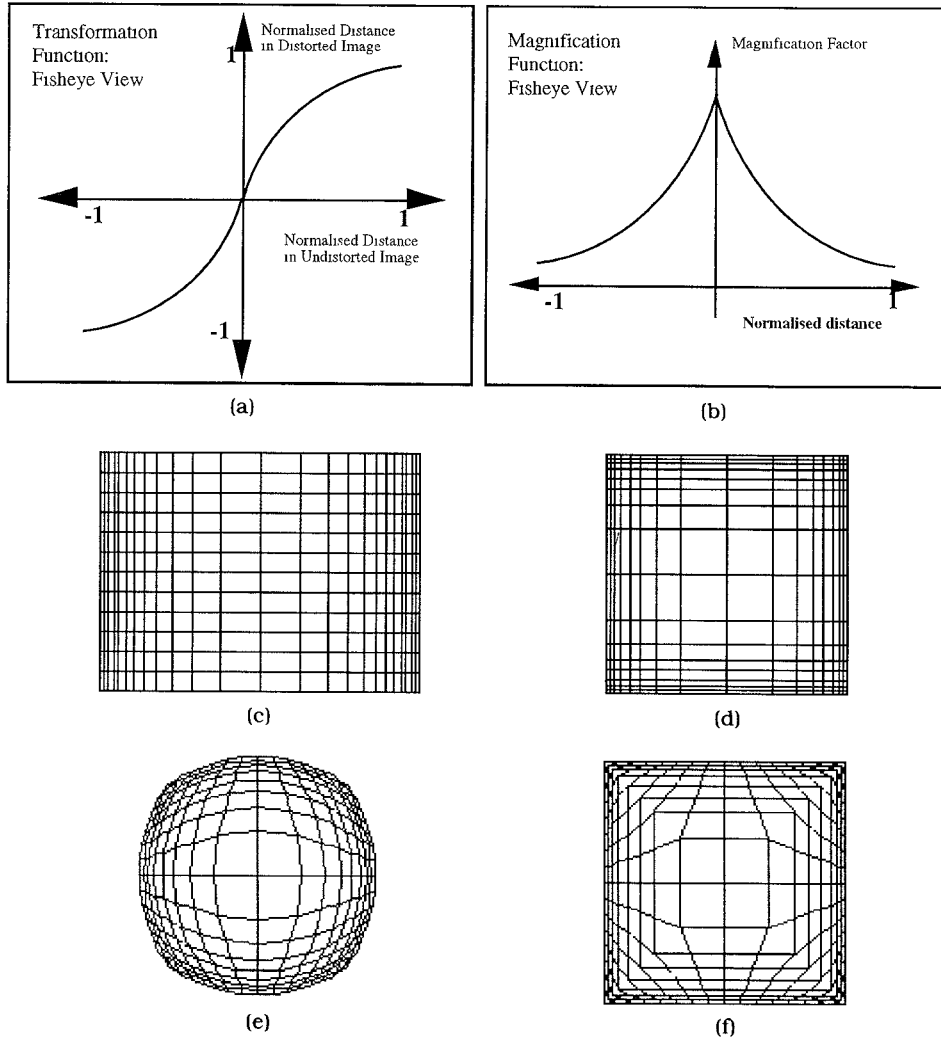 Transformation
Function:
Fisheye View
Normalised Distance
in Distorted Image
1
-1
1
Normalised Distance
in Undistorted Image
-1
(a)
Magnification
Function:
Fisheye View
Magnification Factor
-1
1
Normalised distance
(b)
(c)
(d)
(e)
(f)